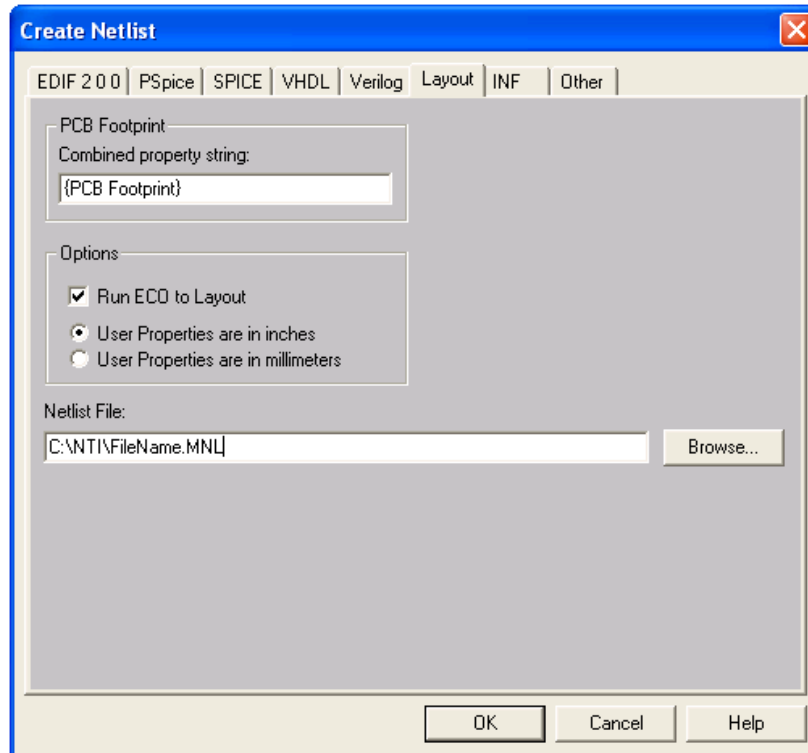 Create Netlist
EDIF 2 0 0 PSpice SPICE VHDL Verilog Layout INF Other
PCB Footprint
Combined property string:
{PCB Footprint}
Options
Run ECO to Layout
User Properties are in inches
User Properties are in millimeters
Netlist File:
C:\NTI\FileName.MNL
Browse...
OK Cancel Help